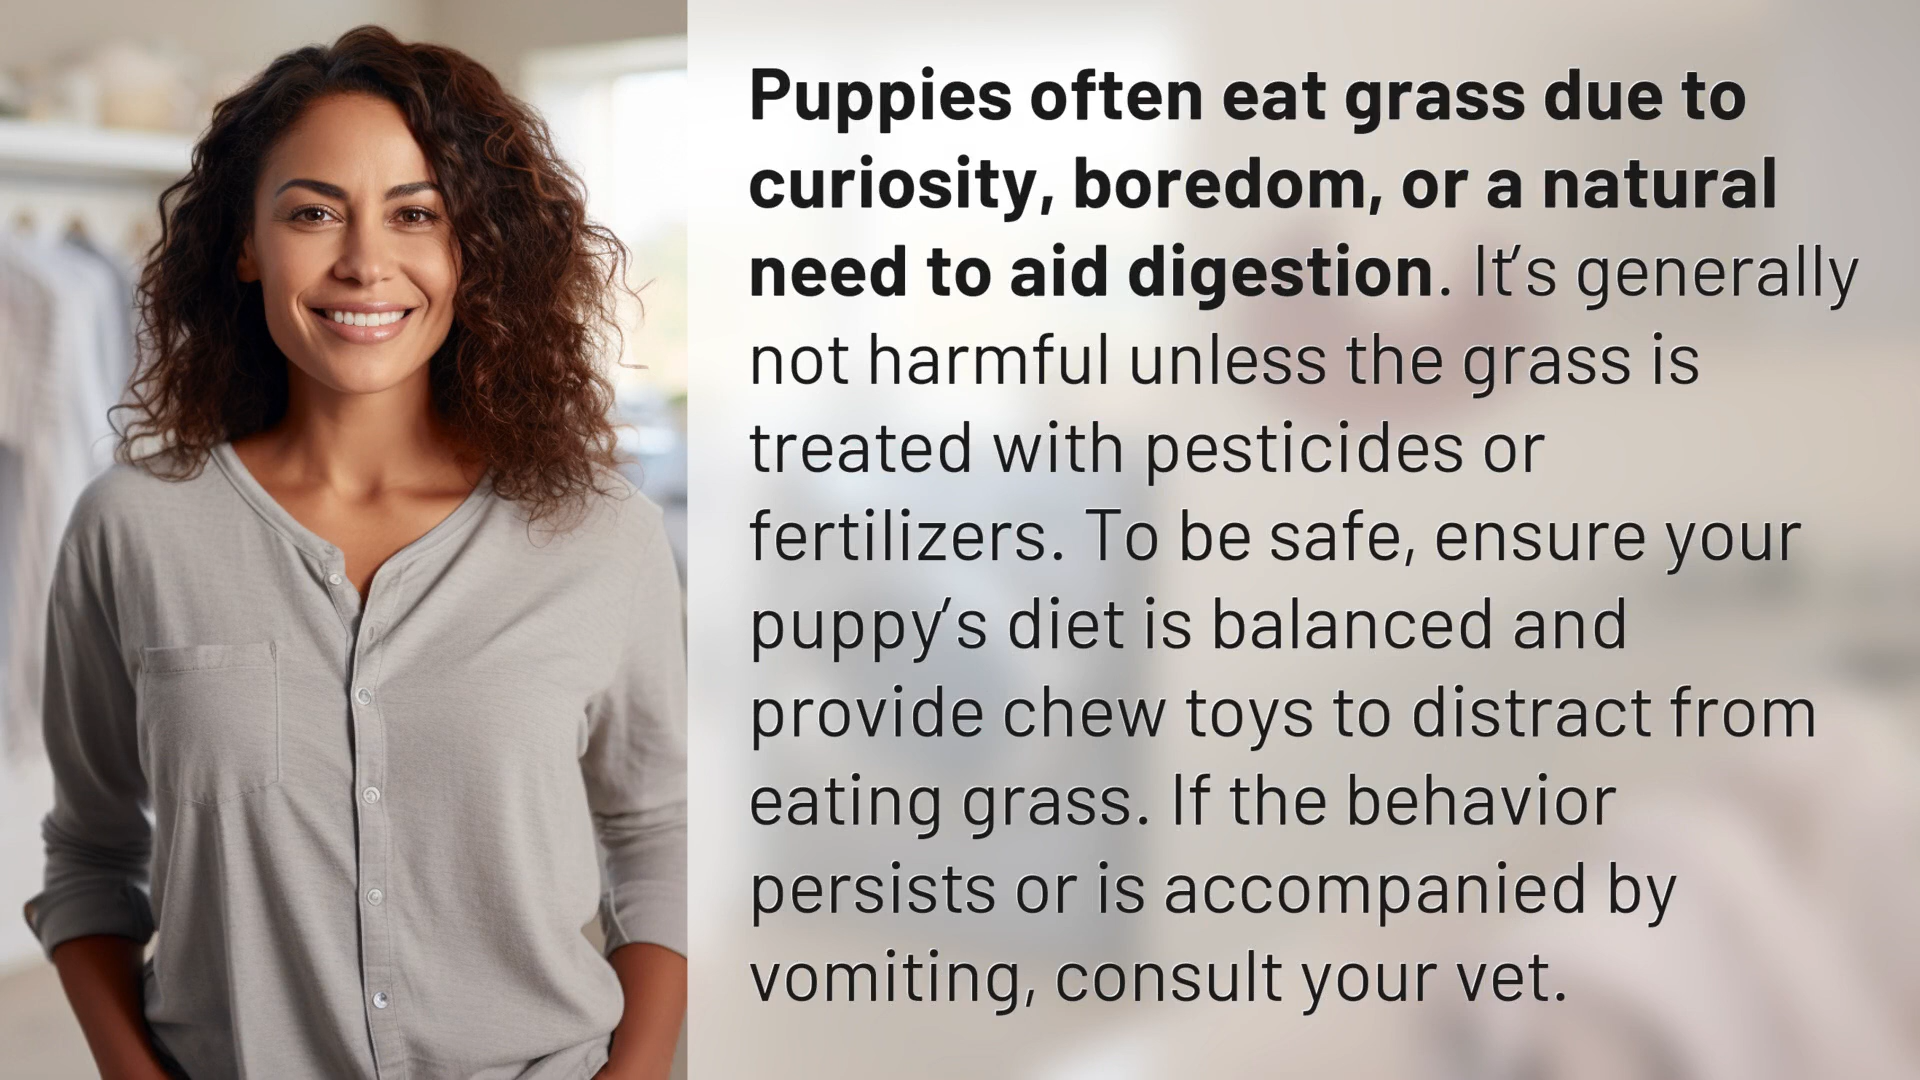 Puppies often eat grass due to
curiosity, boredom, or a natural
need to aid digestion. It's generally
not harmful unless the grass is
treated with pesticides or
fertilizers. To be safe, ensure your
puppy's diet is balanced and
provide chew toys to distract from
eating grass. If the behavior
persists or is accompanied by
vomiting, consult your vet.